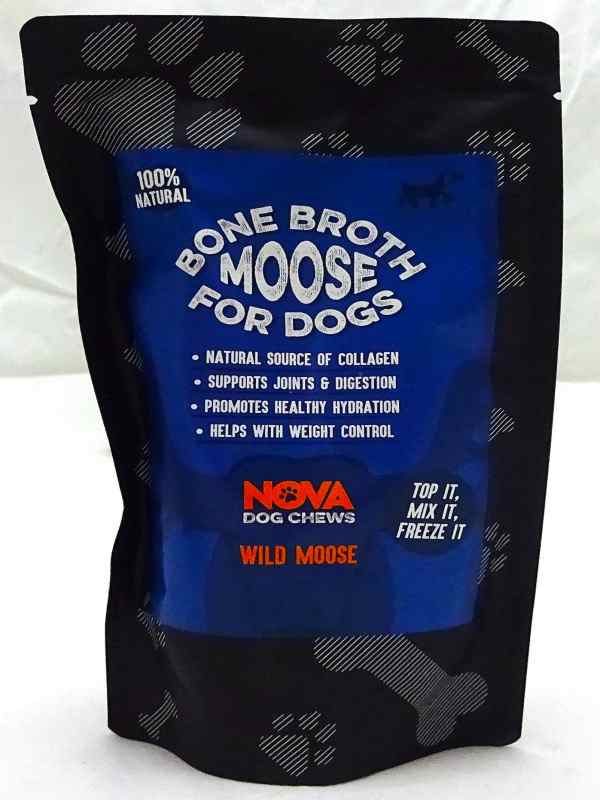 100%
NATURAL
BONE BROTH
MOOSE
FOR DOGS
• NATURAL SOURCE OF COLLAGEN
• SUPPORTS JOINTS & DIGESTION
• PROMOTES HEALTHY HYDRATION
• HELPS WITH WEIGHT CONTROL
NOVA
DOG CHEWS
WILD MOOSE
TOP IT,
MIX IT,
FREEZE IT